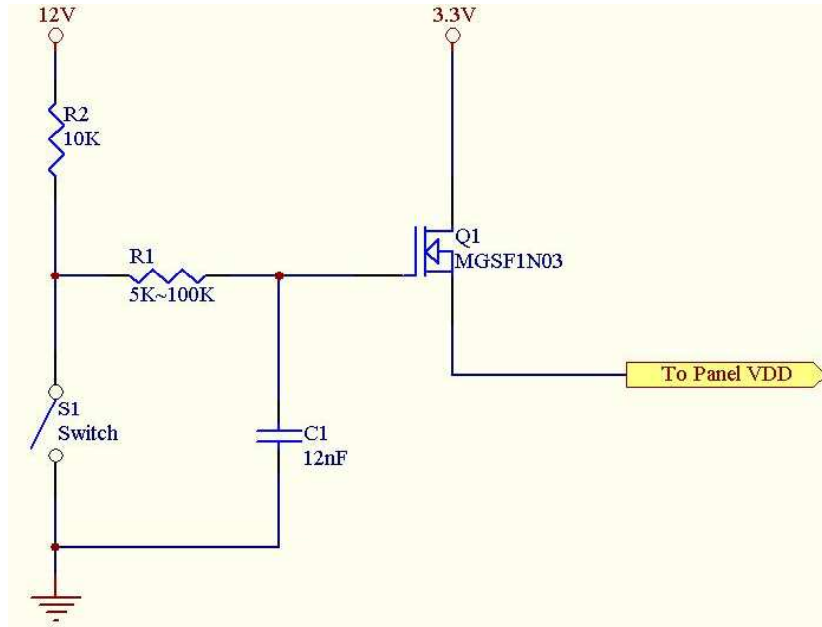 12V
3.3V
R2
10K
R1
5K~100K
Q1
MGSF1N03
To Panel VDD
S1
Switch
C1
12nF